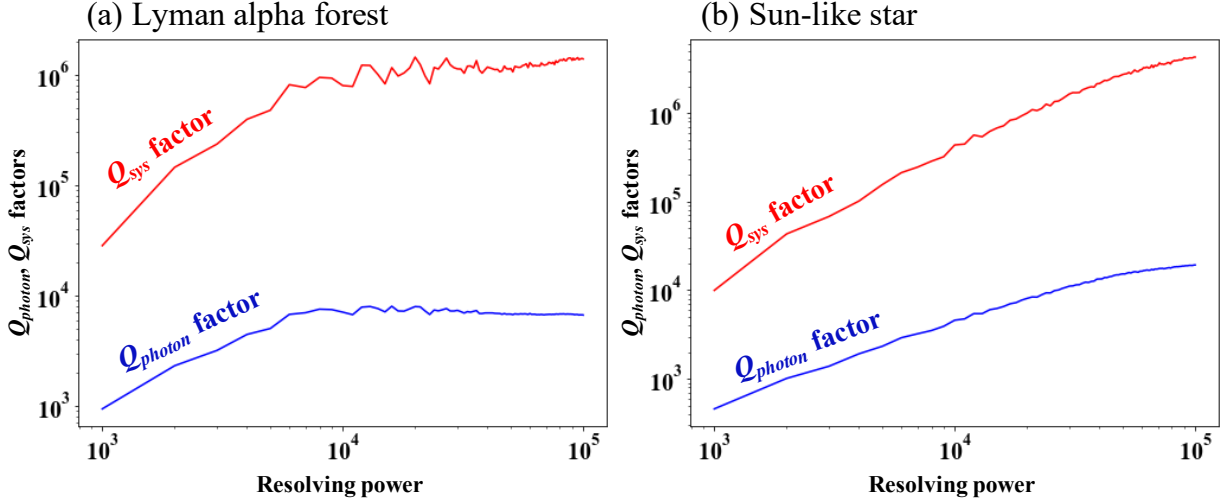 (a) Lyman alpha forest
(b) Sun-like star
Q_photon, Q_sys factors
10^6
10^5
10^4
10^3
Q_sys factor
Q_photon factor
10^3
10^4
10^5
Resolving power
Q_photon, Q_sys factors
10^6
10^5
10^4
10^3
Q_sys factor
Q_photon factor
10^3
10^4
10^5
Resolving power